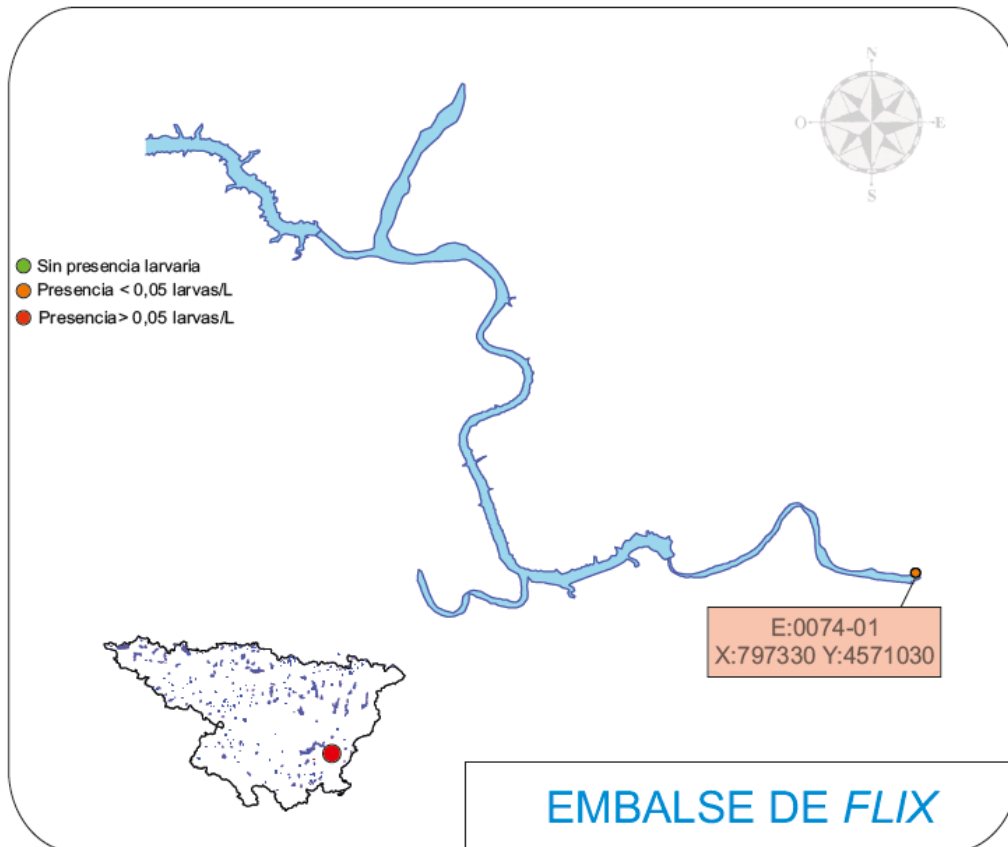 N
O
E
S
Sin presencia larvaria
Presencia < 0,05 larvas/L
Presencia> 0,05 larvas/L
E:0074-01
X:797330 Y:4571030
EMBALSE DE FLIX